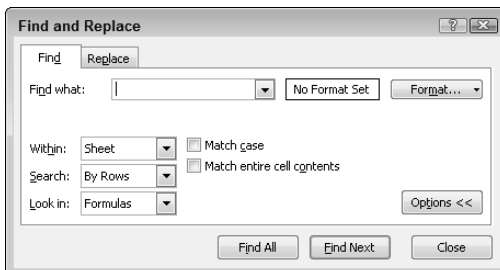 Find and Replace
Find Replace
Find what: No Format Set Format...
Within: Sheet Match case
Match entire cell contents
Search: By Rows
Look in: Formulas Options <<
Find All Find Next Close